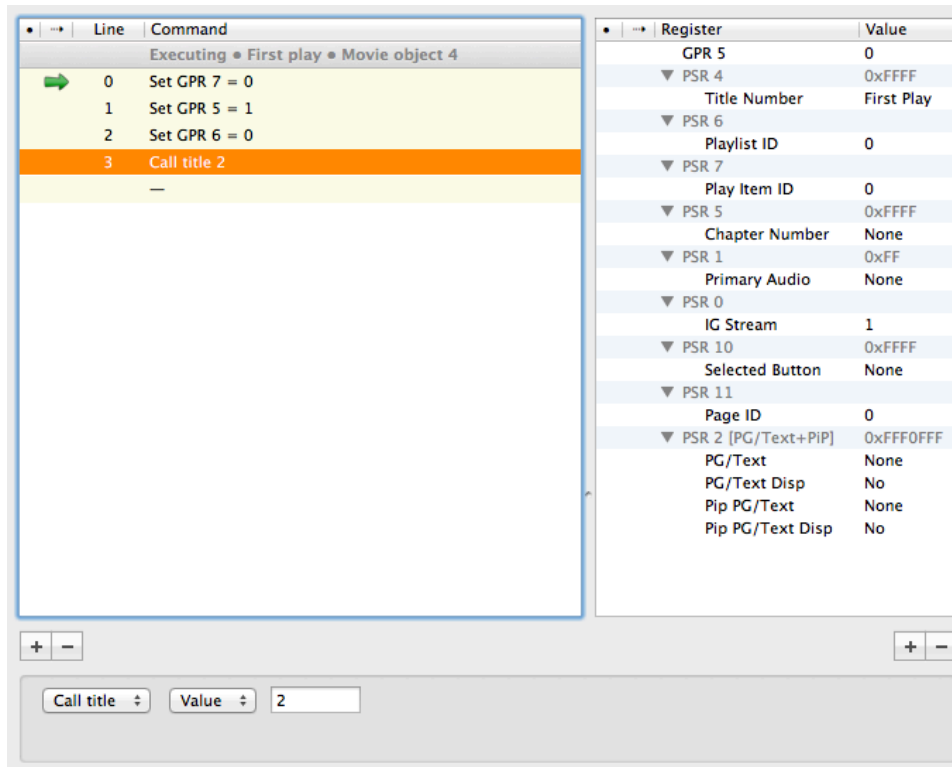 Line Command
Executing ● First play ● Movie object 4
0 Set GPR 7 = 0
1 Set GPR 5 = 1
2 Set GPR 6 = 0
3 Call title 2
—
Register Value
GPR 5 0
PSR 4 0xFFFF
Title Number First Play
PSR 6
Playlist ID 0
PSR 7
Play Item ID 0
PSR 5 0xFFFF
Chapter Number None
PSR 1 0xFF
Primary Audio None
PSR 0
IG Stream 1
PSR 10 0xFFFF
Selected Button None
PSR 11
Page ID 0
PSR 2 [PG/Text+PiP] 0xFFF0FFF
PG/Text None
PG/Text Disp No
Pip PG/Text None
Pip PG/Text Disp No
+ −
+ −
Call title Value 2